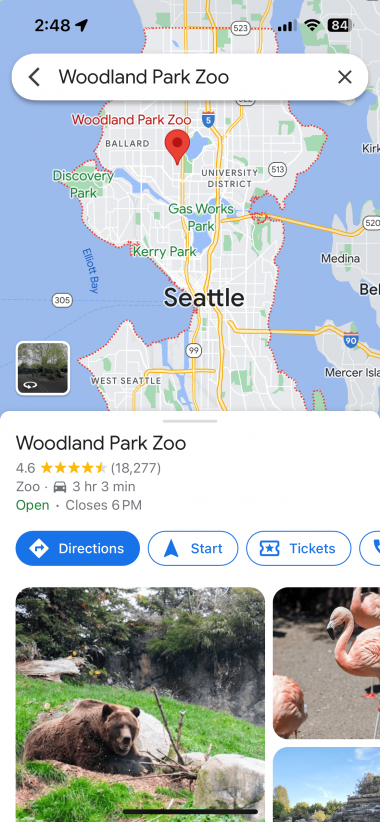 2:48
84
523
Woodland Park Zoo
522
Woodland Park Zoo
5
BALLARD
Kirk
513
Discovery
Park
UNIVERSITY
DISTRICT
Gas Works
Park
520
Kerry Park
Medina
Elliott Bay
Bel
305
Seattle
99
90
WEST SEATTLE
Mercer Isla
Woodland Park Zoo
4.6 (18,277)
Zoo · 3 hr 3 min
Open · Closes 6 PM
Directions
Start
Tickets